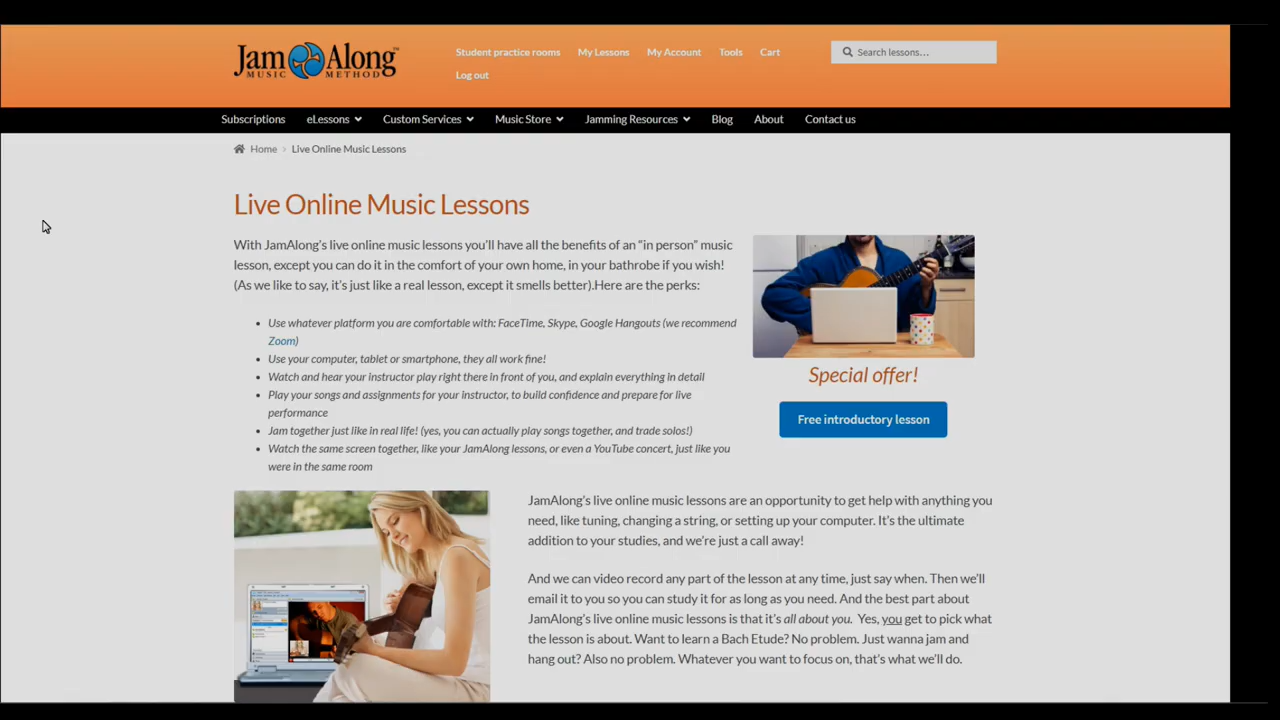 JamAlong™
MUSIC METHOD
Student practice rooms My Lessons My Account Tools Cart
Log out
Search lessons…
Subscriptions eLessons Custom Services Music Store Jamming Resources Blog About Contact us
Home › Live Online Music Lessons
Live Online Music Lessons
With JamAlong’s live online music lessons you’ll have all the benefits of an “in person” music
lesson, except you can do it in the comfort of your own home, in your bathrobe if you wish!
(As we like to say, it’s just like a real lesson, except it smells better).Here are the perks:
• Use whatever platform you are comfortable with: FaceTime, Skype, Google Hangouts (we recommend
Zoom)
• Use your computer, tablet or smartphone, they all work fine!
• Watch and hear your instructor play right there in front of you, and explain everything in detail
• Play your songs and assignments for your instructor, to build confidence and prepare for live
performance
• Jam together just like in real life! (yes, you can actually play songs together, and trade solos!)
• Watch the same screen together, like your JamAlong lessons, or even a YouTube concert, just like you
were in the same room
Special offer!
Free introductory lesson
JamAlong’s live online music lessons are an opportunity to get help with anything you
need, like tuning, changing a string, or setting up your computer. It’s the ultimate
addition to your studies, and we’re just a call away!
And we can video record any part of the lesson at any time, just say when. Then we’ll
email it to you so you can study it for as long as you need. And the best part about
JamAlong’s live online music lessons is that it’s all about you. Yes, you get to pick what
the lesson is about. Want to learn a Bach Etude? No problem. Just wanna jam and
hang out? Also no problem. Whatever you want to focus on, that’s what we’ll do.